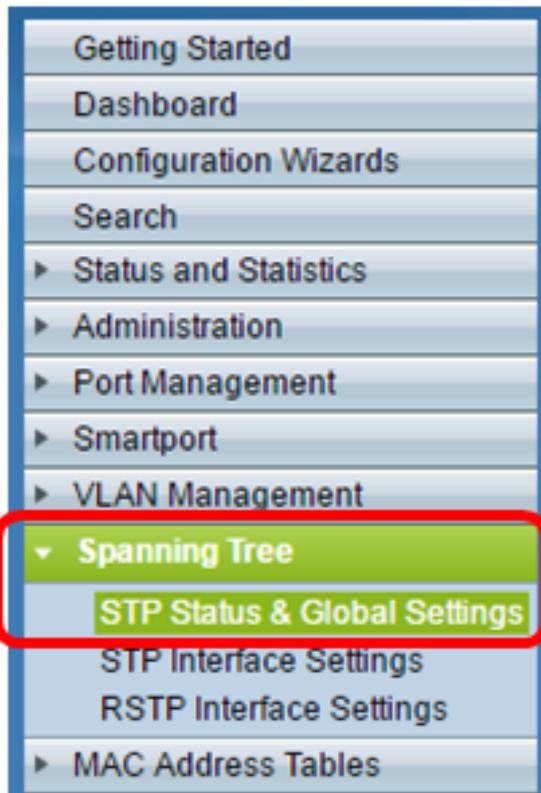 Getting Started
Dashboard
Configuration Wizards
Search
Status and Statistics
Administration
Port Management
Smartport
VLAN Management
Spanning Tree
STP Status & Global Settings
STP Interface Settings
RSTP Interface Settings
MAC Address Tables